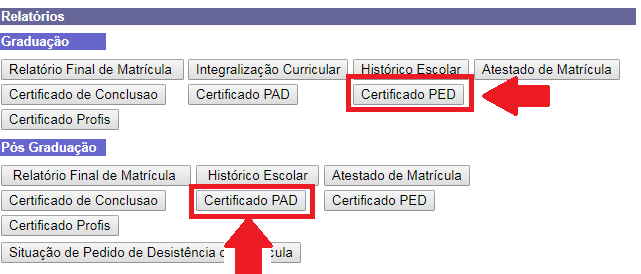 Relatórios
Graduação
Relatório Final de Matrícula Integralização Curricular Histórico Escolar Atestado de Matrícula
Certificado de Conclusao Certificado PAD Certificado PED
Certificado Profis
Pós Graduação
Relatório Final de Matrícula Histórico Escolar Atestado de Matrícula
Certificado de Conclusao Certificado PAD Certificado PED
Certificado Profis
Situação de Pedido de Desistência cula